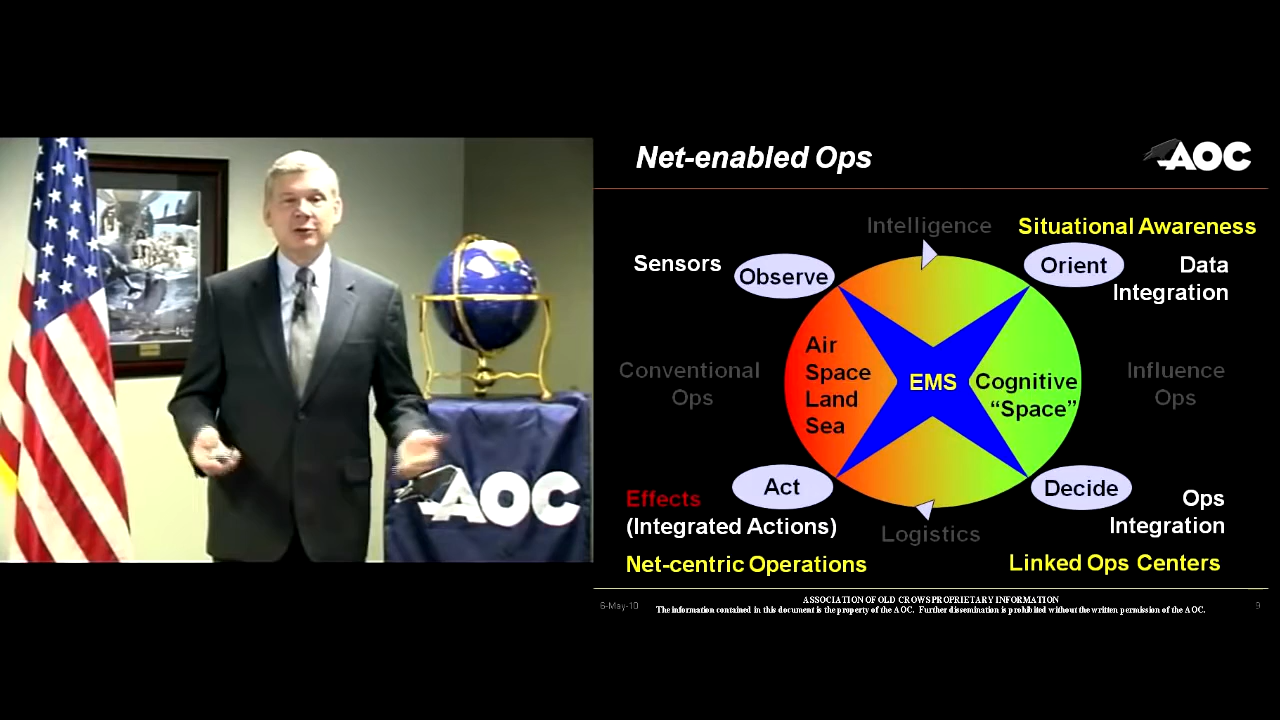 Net-enabled Ops
AOC
Intelligence
Situational Awareness
Sensors
Observe
Orient
Data
Integration
Conventional
Ops
Air
Space
Land
Sea
EMS
Cognitive
“Space”
Influence
Ops
AOC
Act
Decide
Effects
(Integrated Actions)
Logistics
Ops
Integration
Net-centric Operations
Linked Ops Centers
6-May-10
ASSOCIATION OF OLD CROWS PROPRIETARY INFORMATION
The information contained in this document is the property of the AOC. Further dissemination is prohibited without the written permission of the AOC.
9